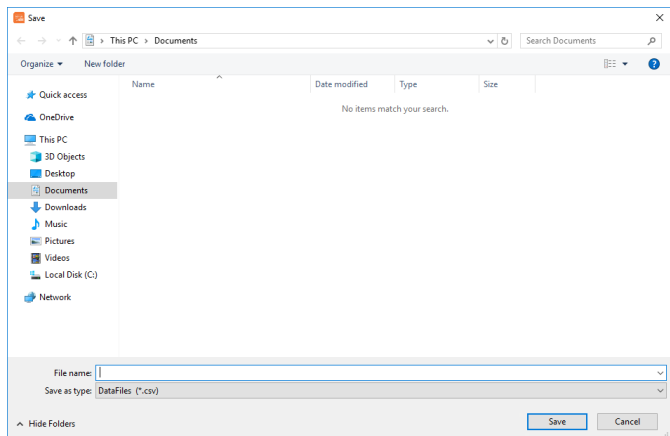 Save
This PC > Documents
Search Documents
Organize
New folder
Name
Date modified
Type
Size
No items match your search.
Quick access
OneDrive
This PC
3D Objects
Desktop
Documents
Downloads
Music
Pictures
Videos
Local Disk (C:)
Network
File name:
Save as type: DataFiles (*.csv)
Hide Folders
Save
Cancel